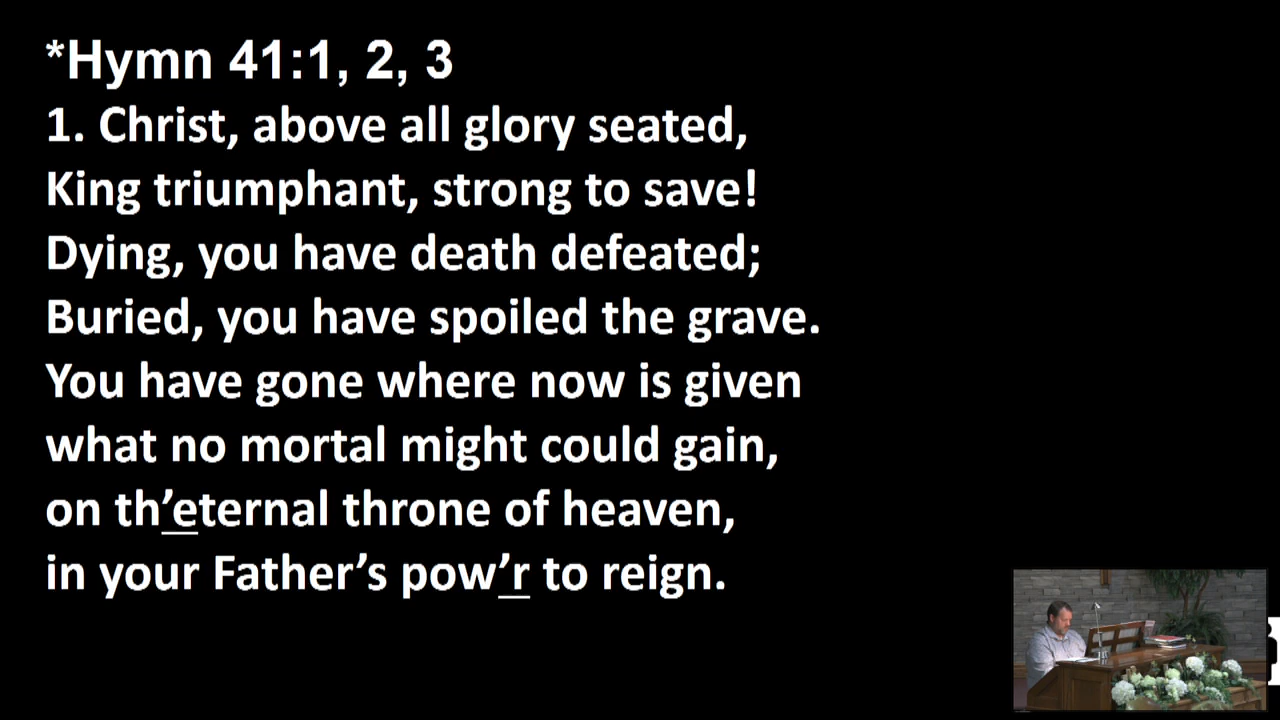 *Hymn 41:1, 2, 3
1. Christ, above all glory seated,
King triumphant, strong to save!
Dying, you have death defeated;
Buried, you have spoiled the grave.
You have gone where now is given
what no mortal might could gain,
on th’eternal throne of heaven,
in your Father’s pow’r to reign.